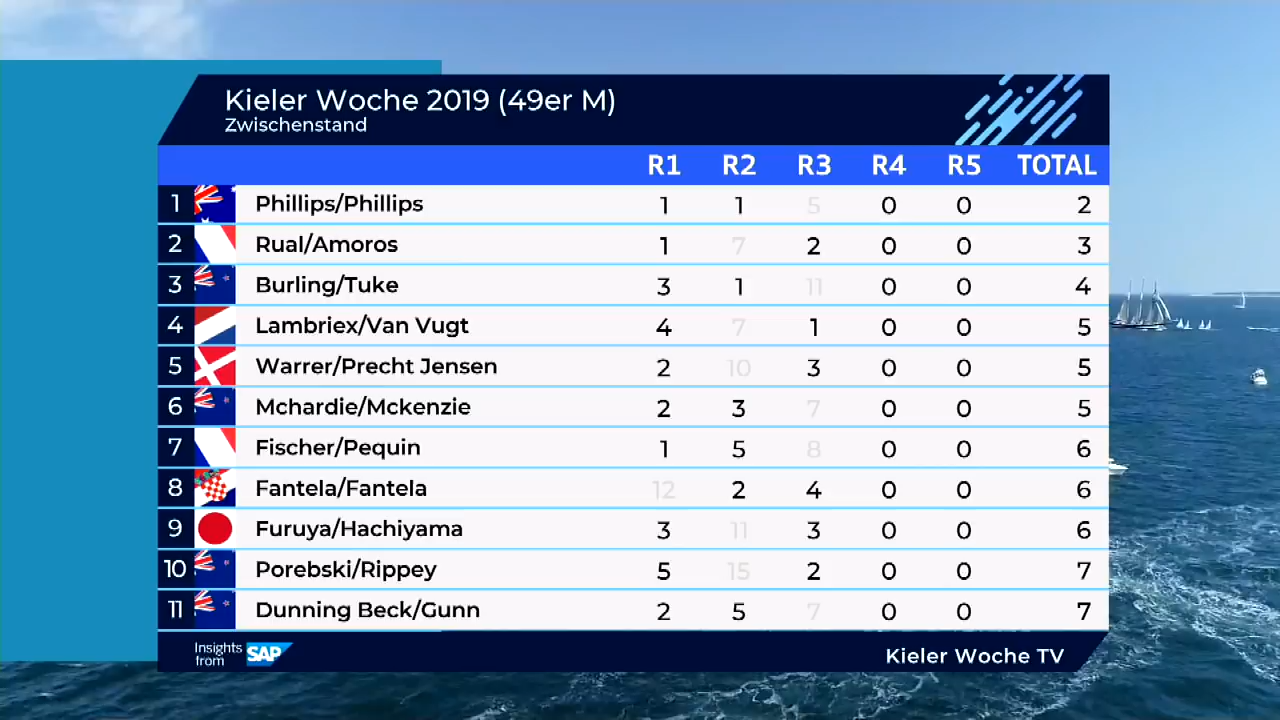 Kieler Woche 2019 (49er M)
Zwischenstand
R1 R2 R3 R4 R5 TOTAL
1 Phillips/Phillips 1 1 5 0 0 2
2 Rual/Amoros 1 7 2 0 0 3
3 Burling/Tuke 3 1 11 0 0 4
4 Lambriex/Van Vugt 4 7 1 0 0 5
5 Warrer/Precht Jensen 2 10 3 0 0 5
6 Mchardie/Mckenzie 2 3 7 0 0 5
7 Fischer/Pequin 1 5 8 0 0 6
8 Fantela/Fantela 12 2 4 0 0 6
9 Furuya/Hachiyama 3 11 3 0 0 6
10 Porebski/Rippey 5 15 2 0 0 7
11 Dunning Beck/Gunn 2 5 7 0 0 7
Insights
from SAP
Kieler Woche TV